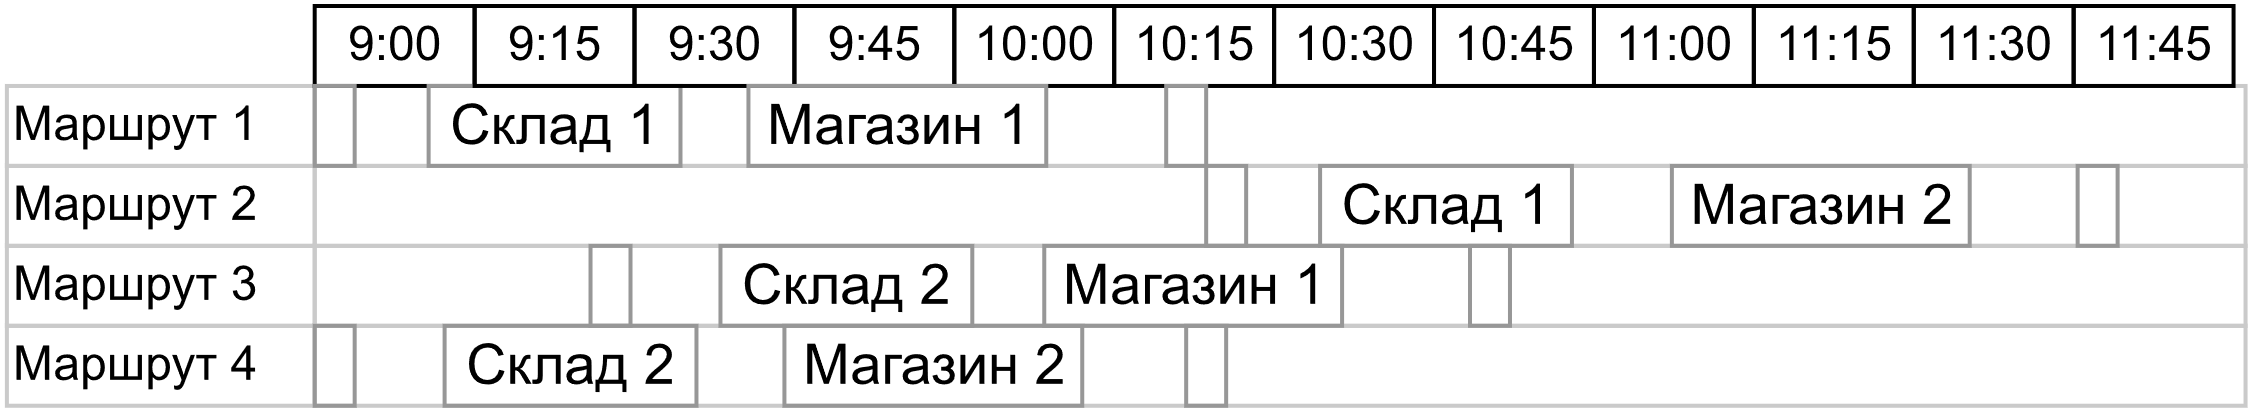 9:00 9:15 9:30 9:45 10:00 10:15 10:30 10:45 11:00 11:15 11:30 11:45
Маршрут 1 Склад 1 Магазин 1
Маршрут 2 Склад 1 Магазин 2
Маршрут 3 Склад 2 Магазин 1
Маршрут 4 Склад 2 Магазин 2